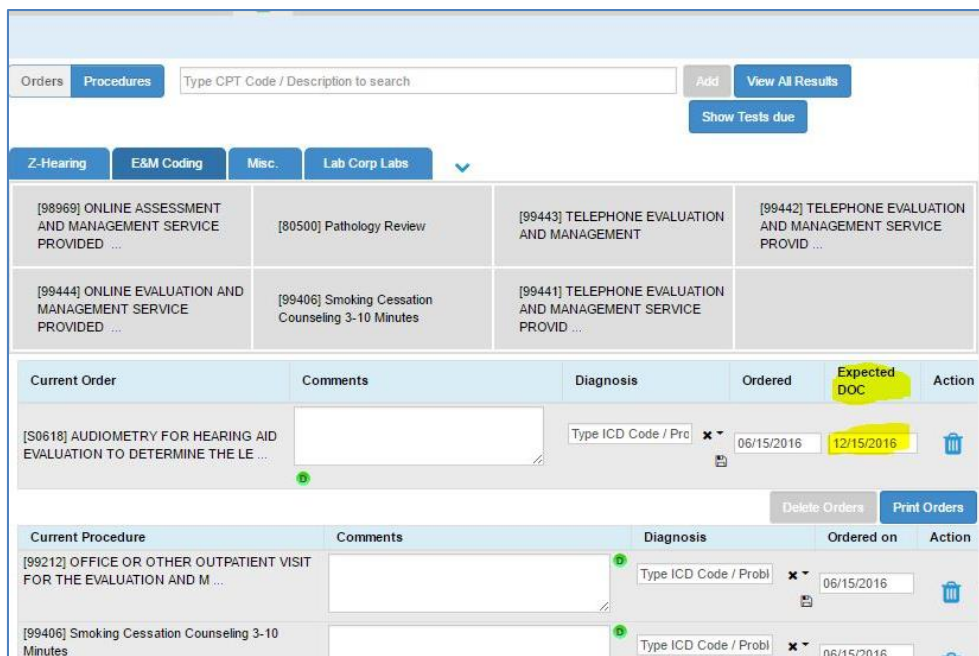 Orders Procedures Type CPT Code / Description to search Add View All Results
Show Tests due
Z-Hearing E&M Coding Misc. Lab Corp Labs
[98969] ONLINE ASSESSMENT
AND MANAGEMENT SERVICE
PROVIDED ...
[80500] Pathology Review
[99443] TELEPHONE EVALUATION
AND MANAGEMENT
[99442] TELEPHONE EVALUATION
AND MANAGEMENT SERVICE
PROVID ...
[99444] ONLINE EVALUATION AND
MANAGEMENT SERVICE
PROVIDED ...
[99406] Smoking Cessation
Counseling 3-10 Minutes
[99441] TELEPHONE EVALUATION
AND MANAGEMENT SERVICE
PROVID ...
Current Order Comments Diagnosis Ordered Expected DOC Action
[S0618] AUDIOMETRY FOR HEARING AID
EVALUATION TO DETERMINE THE LE ...
D
Type ICD Code / Pro
06/15/2016 12/15/2016
Delete Orders Print Orders
Current Procedure Comments Diagnosis Ordered on Action
[99212] OFFICE OR OTHER OUTPATIENT VISIT
FOR THE EVALUATION AND M ...
D
Type ICD Code / Probl
06/15/2016
[99406] Smoking Cessation Counseling 3-10
Minutes
D
Type ICD Code / Probl
06/15/2016